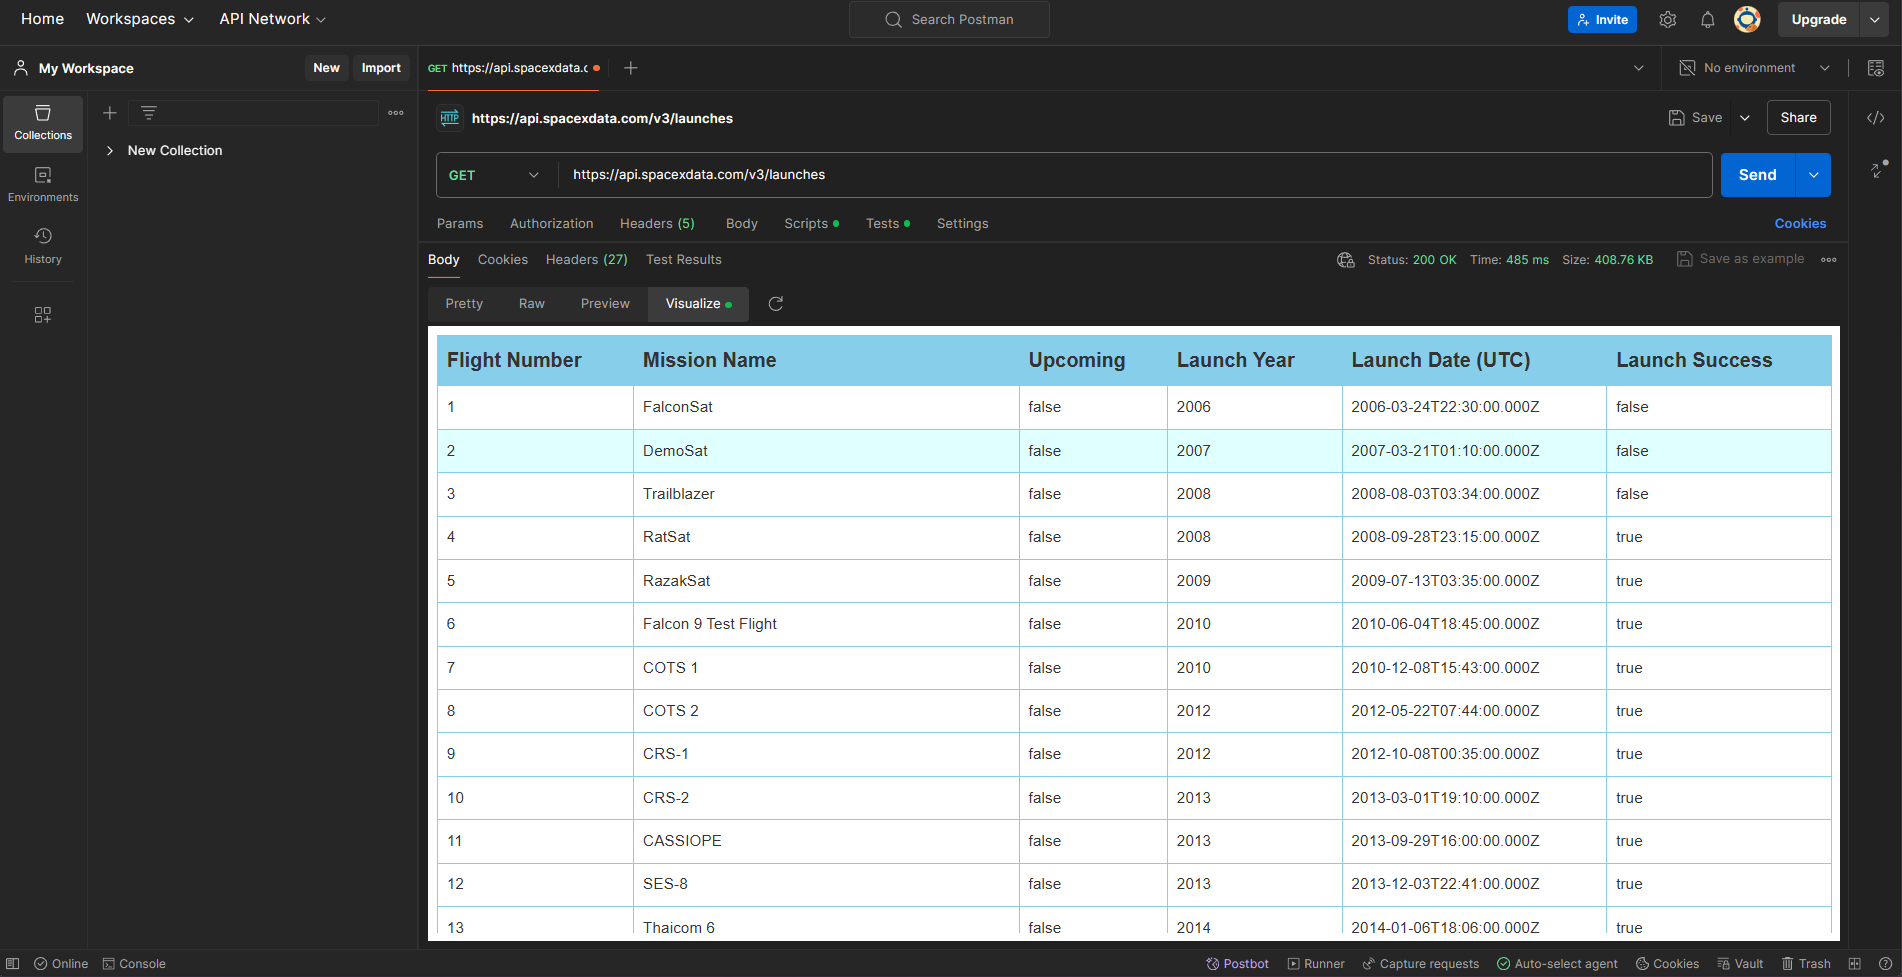 Home Workspaces API Network Search Postman Invite Upgrade
My Workspace New Import GET https://api.spacexdata.c No environment
Collections
Environments
History
New Collection
HTTP https://api.spacexdata.com/v3/launches Save Share
GET https://api.spacexdata.com/v3/launches Send
Params Authorization Headers (5) Body Scripts Tests Settings Cookies
Body Cookies Headers (27) Test Results Status: 200 OK Time: 485 ms Size: 408.76 KB Save as example
Pretty Raw Preview Visualize
Flight Number Mission Name Upcoming Launch Year Launch Date (UTC) Launch Success
1 FalconSat false 2006 2006-03-24T22:30:00.000Z false
2 DemoSat false 2007 2007-03-21T01:10:00.000Z false
3 Trailblazer false 2008 2008-08-03T03:34:00.000Z false
4 RatSat false 2008 2008-09-28T23:15:00.000Z true
5 RazakSat false 2009 2009-07-13T03:35:00.000Z true
6 Falcon 9 Test Flight false 2010 2010-06-04T18:45:00.000Z true
7 COTS 1 false 2010 2010-12-08T15:43:00.000Z true
8 COTS 2 false 2012 2012-05-22T07:44:00.000Z true
9 CRS-1 false 2012 2012-10-08T00:35:00.000Z true
10 CRS-2 false 2013 2013-03-01T19:10:00.000Z true
11 CASSIOPE false 2013 2013-09-29T16:00:00.000Z true
12 SES-8 false 2013 2013-12-03T22:41:00.000Z true
13 Thaicom 6 false 2014 2014-01-06T18:06:00.000Z true
Online Console Postbot Runner Capture requests Auto-select agent Cookies Vault Trash